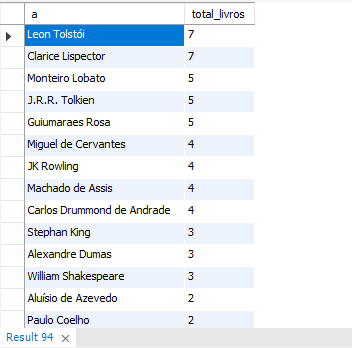 a total_livros
Leon Tolstói 7
Clarice Lispector 7
Monteiro Lobato 5
J.R.R. Tolkien 5
Guiumaraes Rosa 5
Miguel de Cervantes 4
JK Rowling 4
Machado de Assis 4
Carlos Drummond de Andrade 4
Stephan King 3
Alexandre Dumas 3
William Shakespeare 3
Aluísio de Azevedo 2
Paulo Coelho 2
Result 94